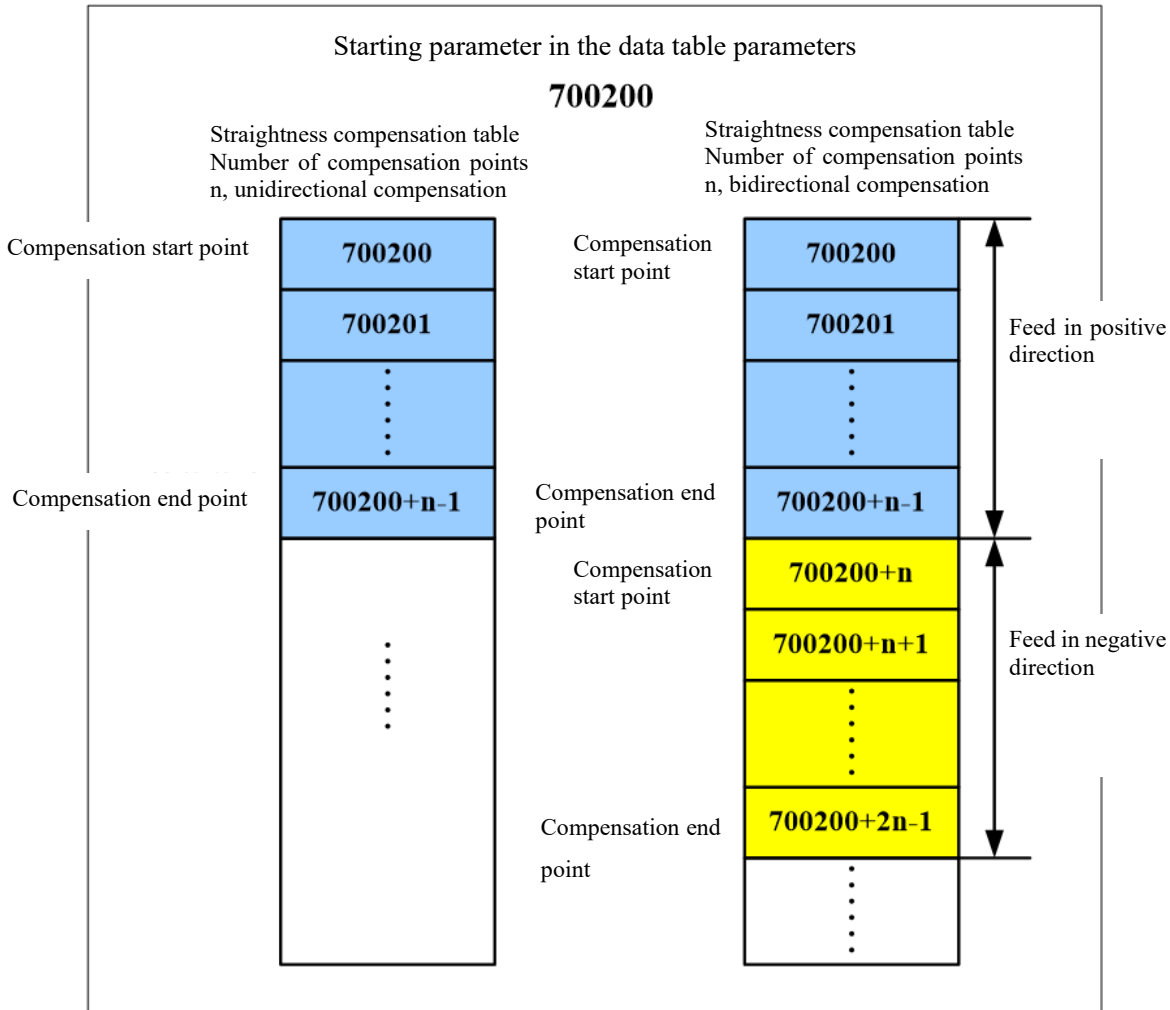 Starting parameter in the data table parameters
700200
Straightness compensation table
Number of compensation points
n, unidirectional compensation
Compensation start point
700200
700201
Compensation end point
700200+n-1
Straightness compensation table
Number of compensation points
n, bidirectional compensation
Compensation
start point
700200
700201
Compensation end
point
700200+n-1
Feed in positive
direction
Compensation
start point
700200+n
700200+n+1
Compensation end
point
700200+2n-1
Feed in negative
direction